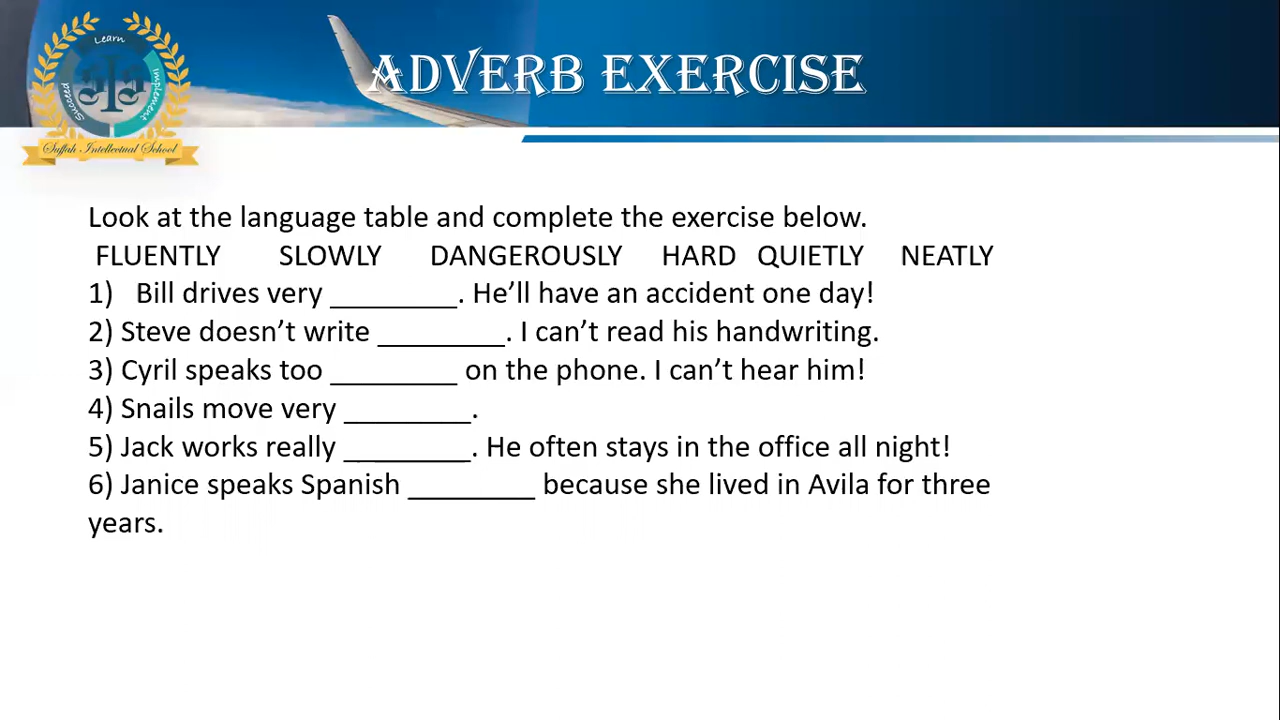 Learn
Succeed
Implement
Suffah Intellectual School
ADVERB EXERCISE
Look at the language table and complete the exercise below.
FLUENTLY SLOWLY DANGEROUSLY HARD QUIETLY NEATLY
1) Bill drives very _________. He’ll have an accident one day!
2) Steve doesn’t write _________. I can’t read his handwriting.
3) Cyril speaks too _________ on the phone. I can’t hear him!
4) Snails move very _________.
5) Jack works really _________. He often stays in the office all night!
6) Janice speaks Spanish _________ because she lived in Avila for three
years.